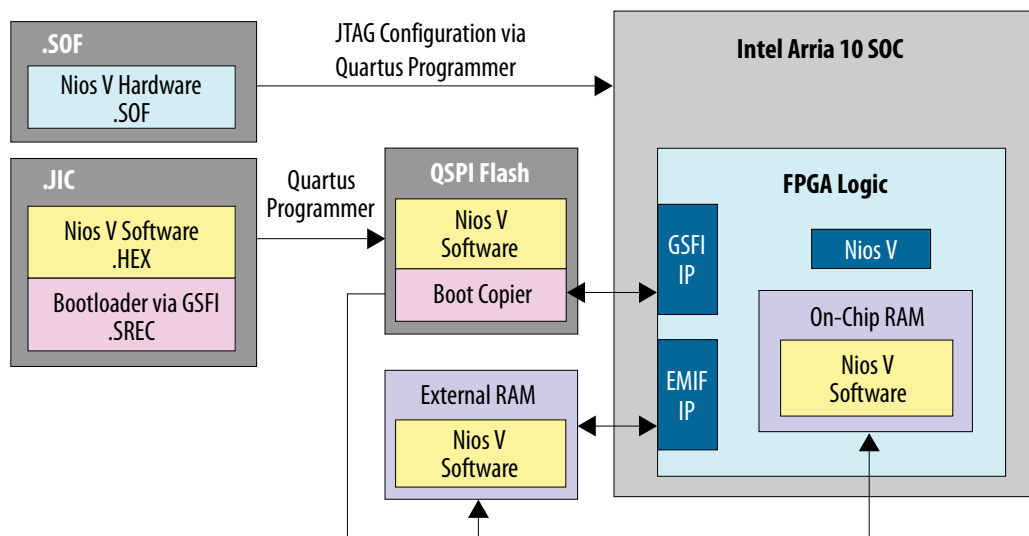 .SOF
Nios V Hardware
.SOF
JTAG Configuration via
Quartus Programmer
Intel Arria 10 SOC
.JIC
Nios V Software
.HEX
Bootloader via GSFI
.SREC
Quartus
Programmer
QSPI Flash
Nios V
Software
Boot Copier
External RAM
Nios V
Software
FPGA Logic
GSFI
IP
EMIF
IP
Nios V
On-Chip RAM
Nios V
Software